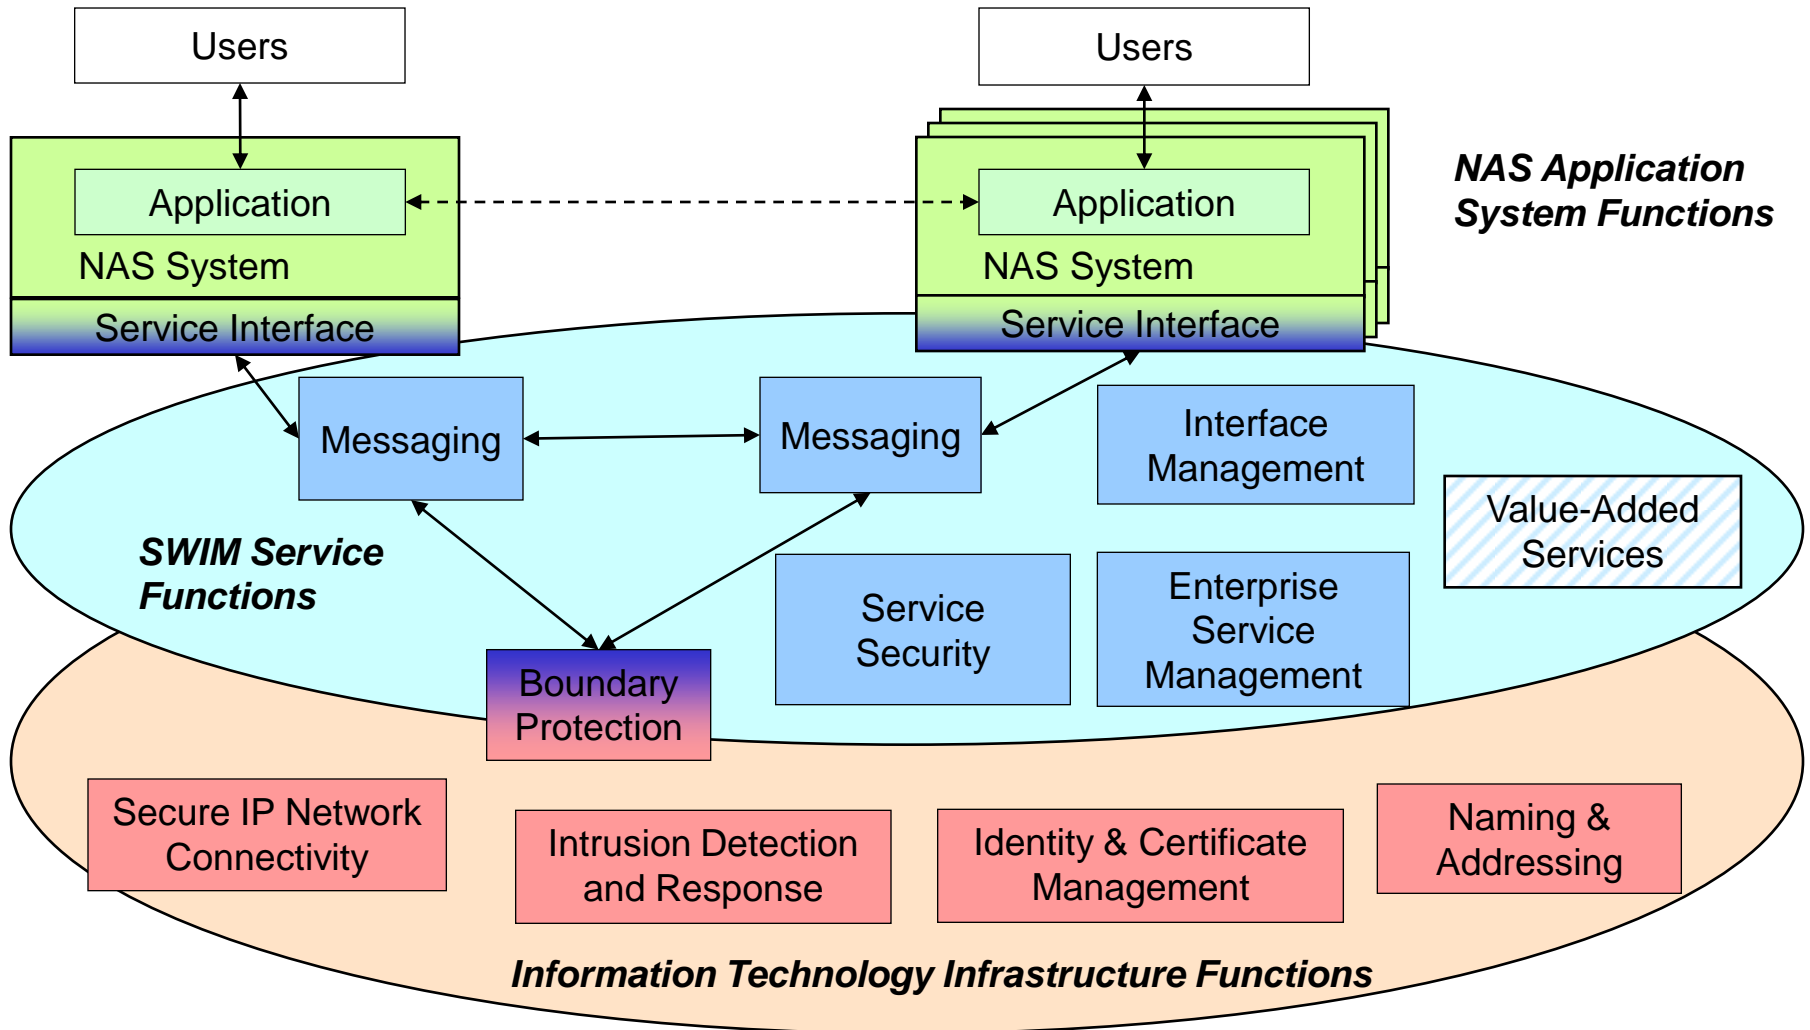 Users
Users
NAS Application
System Functions
Application
Application
NAS System
NAS System
Service Interface
Service Interface
Messaging
Messaging
Interface
Management
Value-Added
Services
SWIM Service
Functions
Service
Security
Enterprise
Service
Management
Boundary
Protection
Secure IP Network
Connectivity
Intrusion Detection
and Response
Identity & Certificate
Management
Naming &
Addressing
Information Technology Infrastructure Functions